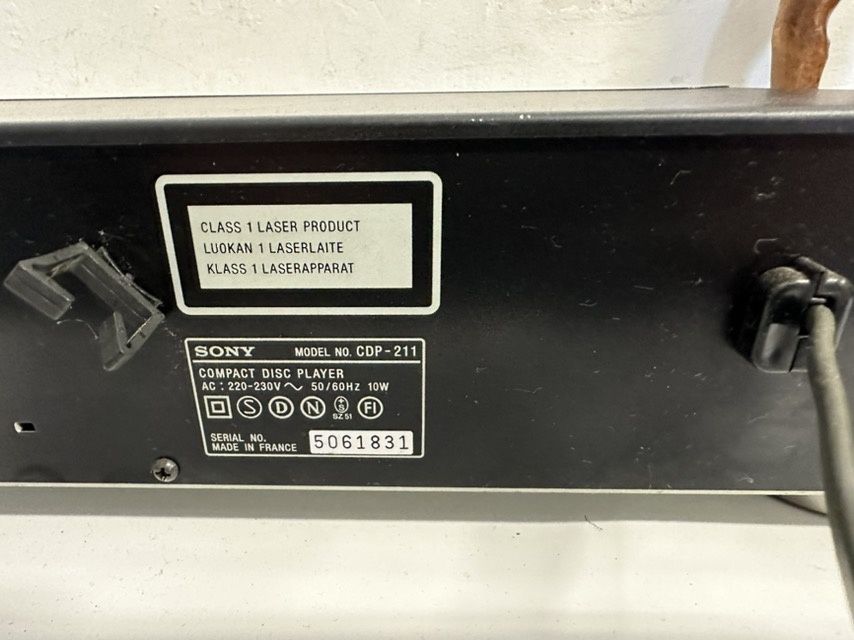 CLASS 1 LASER PRODUCT
LUOKAN 1 LASERLAITE
KLASS 1 LASERAPPARAT
SONY MODEL NO. CDP-211
COMPACT DISC PLAYER
AC : 220-230V ~ 50/60HZ 10W
S D N S FI
SZ 51
SERIAL NO. 5061831
MADE IN FRANCE